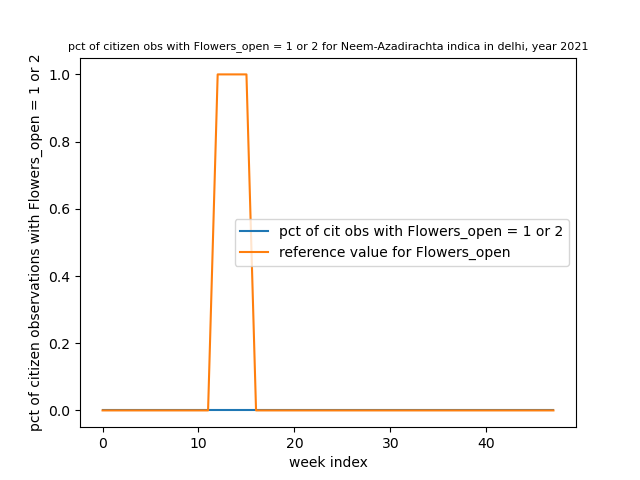 pct of citizen obs with Flowers_open = 1 or 2 for Neem-Azadirachta indica in delhi, year 2021
pct of citizen observations with Flowers_open = 1 or 2
1.0
0.8
0.6
0.4
0.2
0.0
pct of cit obs with Flowers_open = 1 or 2
reference value for Flowers_open
0
10
20
30
40
week index